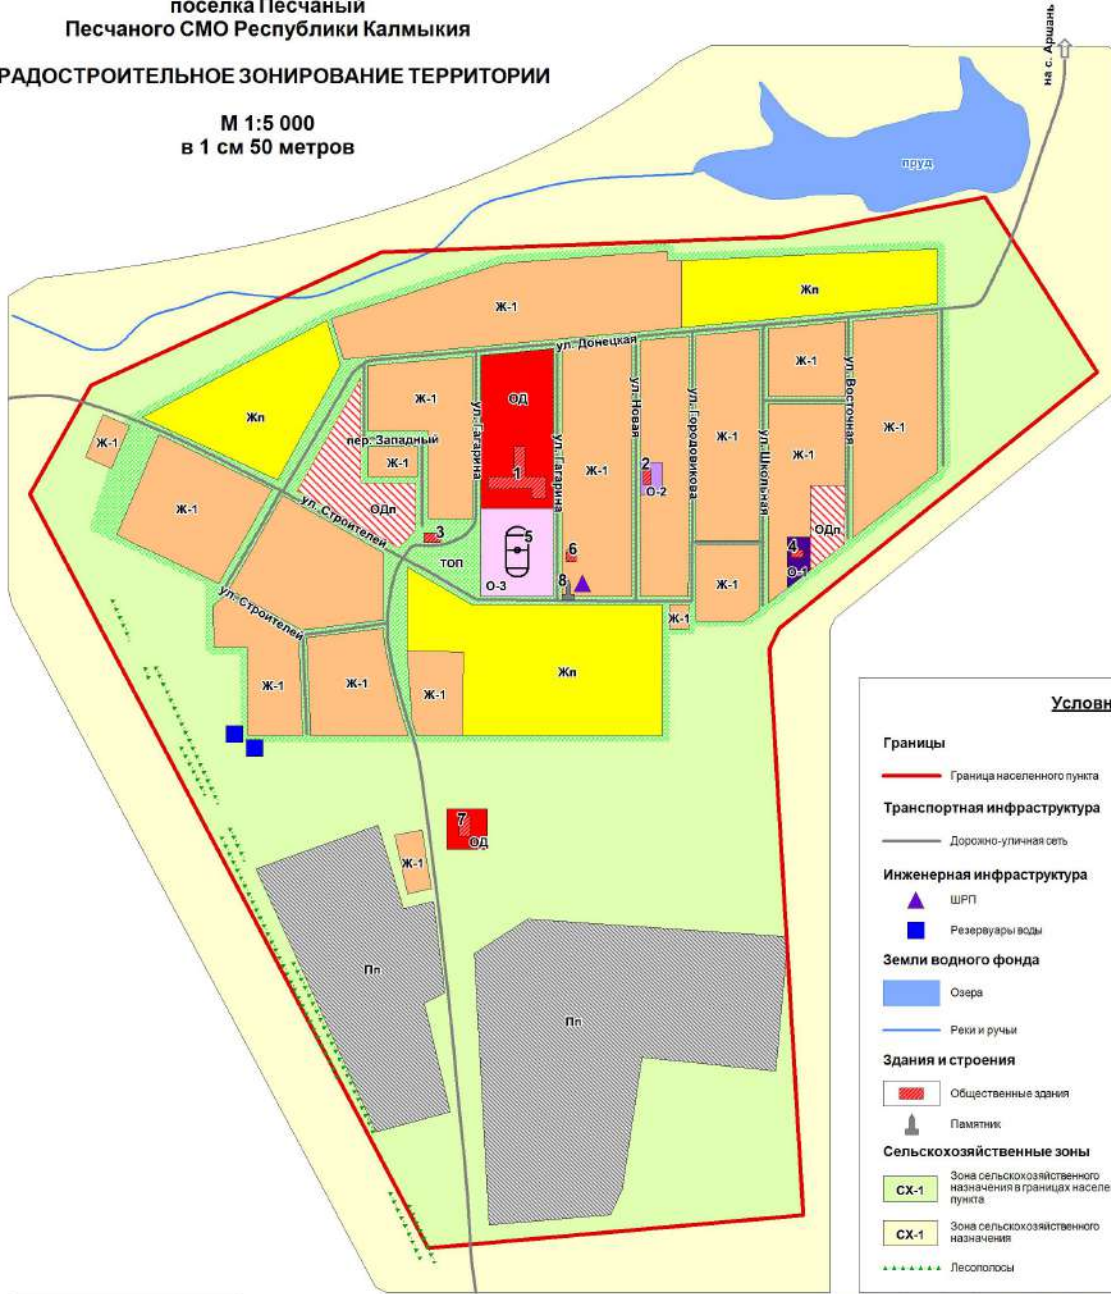 поселка Песчаный
Песчаного СМО Республики Калмыкия
РАДОСТРОИТЕЛЬНОЕ ЗОНИРОВАНИЕ ТЕРРИТОРИИ
М 1:5 000
в 1 см 50 метров
на с. Аршань
пруд
Жп
Ж-1
ул. Донецкая
Ж-1
ул. Восточная
ОД
Ж-1
Жп
ул. Гагарина
ул. Новая
ул. Городовикова
Ж-1
Ж-1
Ж-1
ул. Школьная
пер. Западный
ул. Гагарина
Ж-1
Ж-1
Ж-1
2
1
О-2
Ж-1
ОДп
ул. Строителей
ОДп
3
5
4
6
ТОП
О-1
8
О-3
Ж-1
ул. Строителей
Ж-1
Жп
Ж-1
Ж-1
Ж-1
7
ОД
Ж-1
Пп
Пп
Условн
Границы
Граница населенного пункта
Транспортная инфраструктура
Дорожно-уличная сеть
Инженерная инфраструктура
ШРП
Резервуары воды
Земли водного фонда
Озера
Реки и ручьи
Здания и строения
Общественные здания
Памятник
Сельскохозяйственные зоны
СХ-1
Зона сельскохозяйственного
назначения в границах населе
пункта
СХ-1
Зона сельскохозяйственного
назначения
Лесополосы